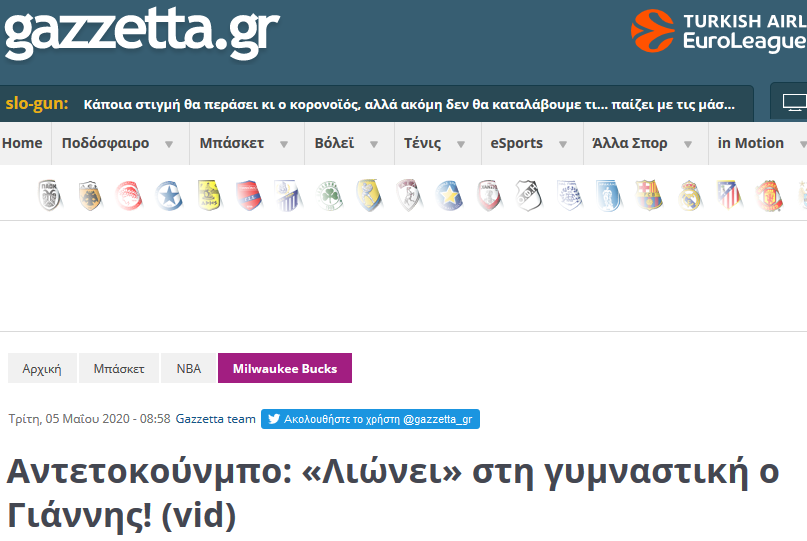 gazzetta.gr
TURKISH AIRL
EuroLeague
slo-gun: Κάποια στιγμή θα περάσει κι ο κορονοϊός, αλλά ακόμη δεν θα καταλάβουμε τι... παίζει με τις μάσ...
Home Ποδόσφαιρο Μπάσκετ Βόλεϊ Τένις eSports Άλλα Σπορ in Motion
Αρχική Μπάσκετ NBA Milwaukee Bucks
Τρίτη, 05 Μαΐου 2020 - 08:58 Gazzetta team Ακολουθήστε το χρήστη @gazzetta_gr
Αντετοκούνμπο: «Λιώνει» στη γυμναστική ο
Γιάννης! (vid)